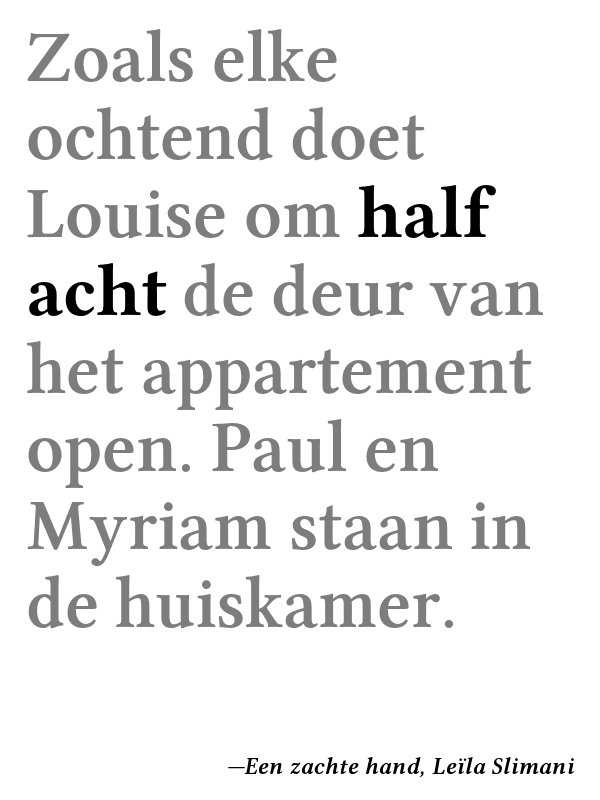 Zoals elke
ochtend doet
Louise om half
acht de deur van
het appartement
open. Paul en
Myriam staan in
de huiskamer.
—Een zachte hand, Leïla Slimani